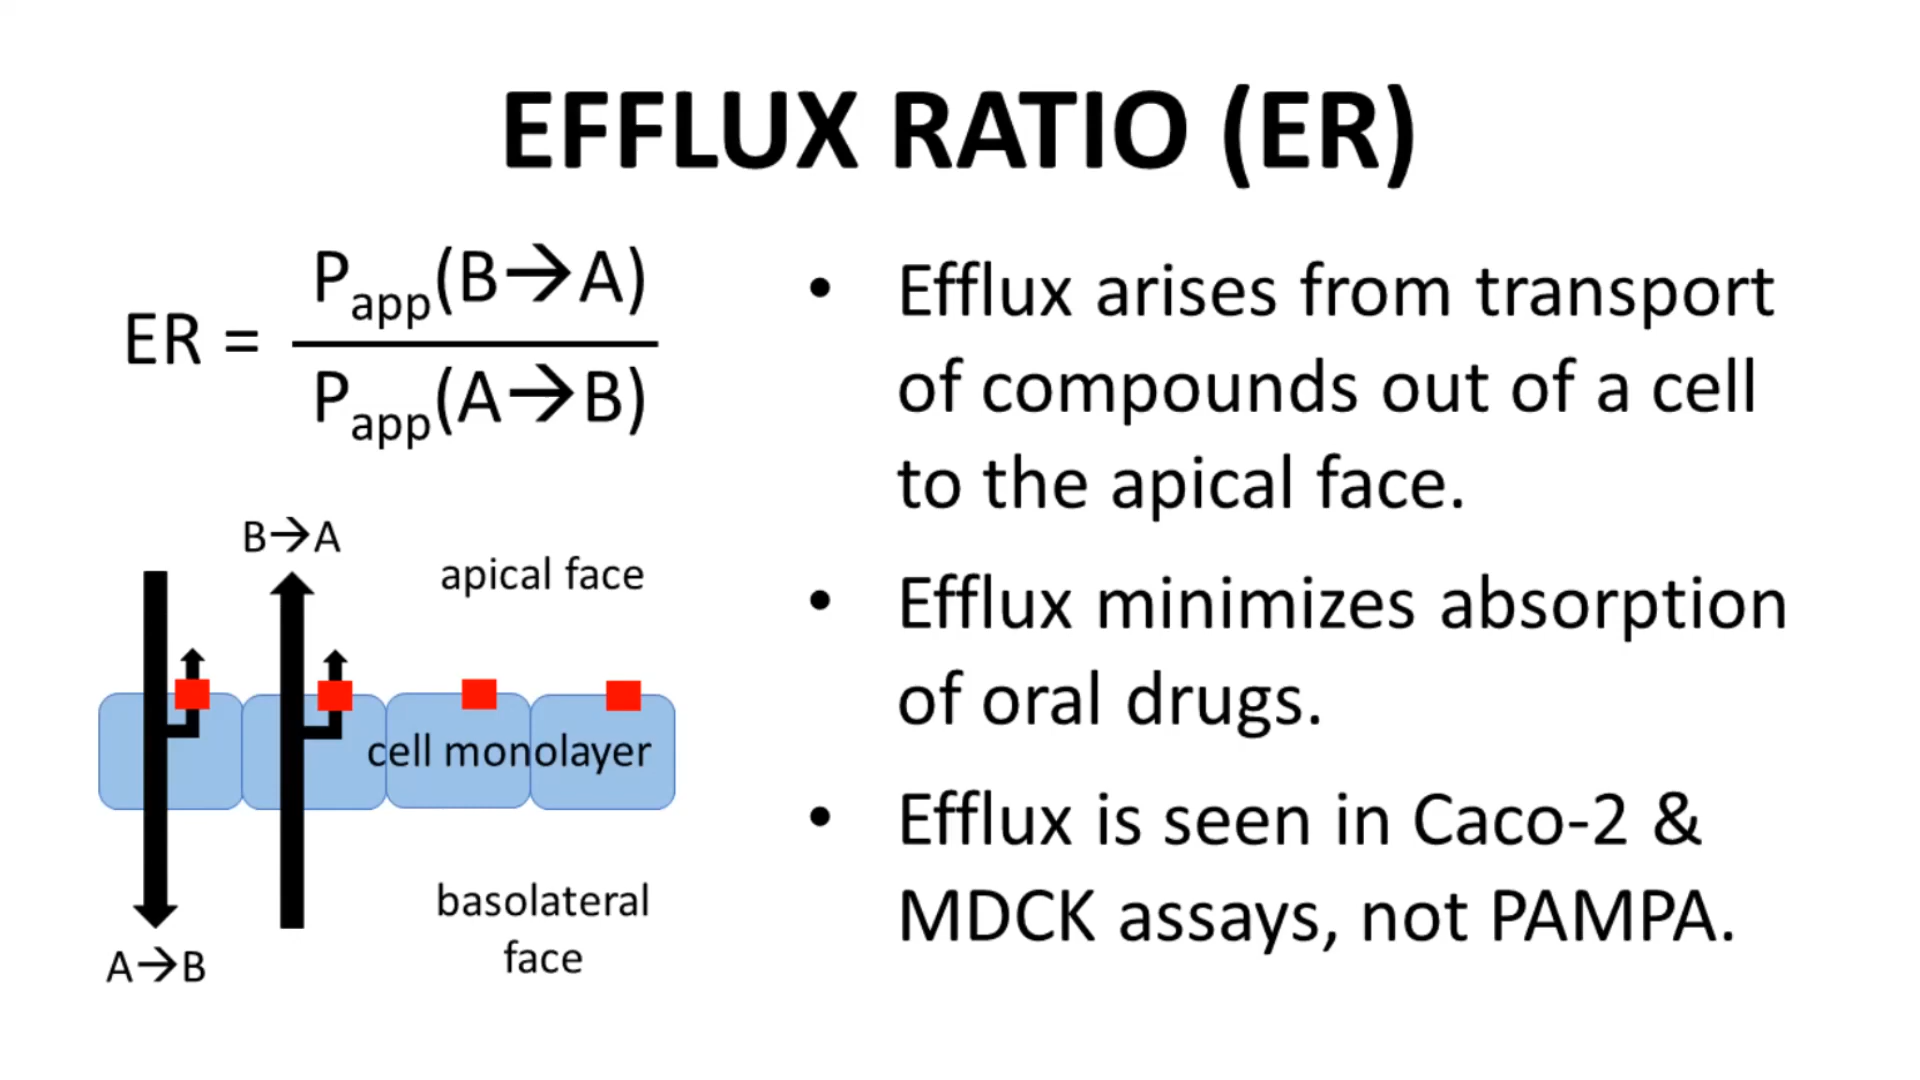 EFFLUX RATIO (ER)
ER = Papp(B→A)
Papp(A→B)
B→A
apical face
cell monolayer
basolateral
face
A→B
• Efflux arises from transport
of compounds out of a cell
to the apical face.
• Efflux minimizes absorption
of oral drugs.
• Efflux is seen in Caco-2 &
MDCK assays, not PAMPA.